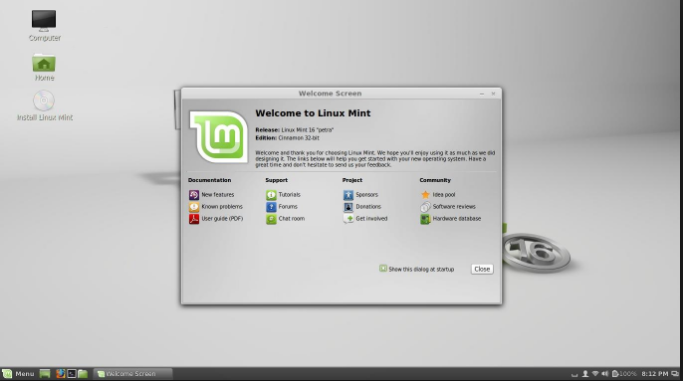 Computer
Home
Install Linux Mint
Welcome Screen
Welcome to Linux Mint
Release: Linux Mint 16 "petra"
Edition: Cinnamon 32-bit
Welcome and thank you for choosing Linux Mint. We hope you'll enjoy using it as much as we did
designing it. The links below will help you get started with your new operating system. Have a
great time and don't hesitate to send us your feedback.
Documentation Support Project Community
New features Tutorials Sponsors Idea pool
Known problems Forums Donations Software reviews
User guide (PDF) Chat room Get involved Hardware database
16
Show this dialog at startup Close
Menu Welcome Screen 100% 8:12 PM